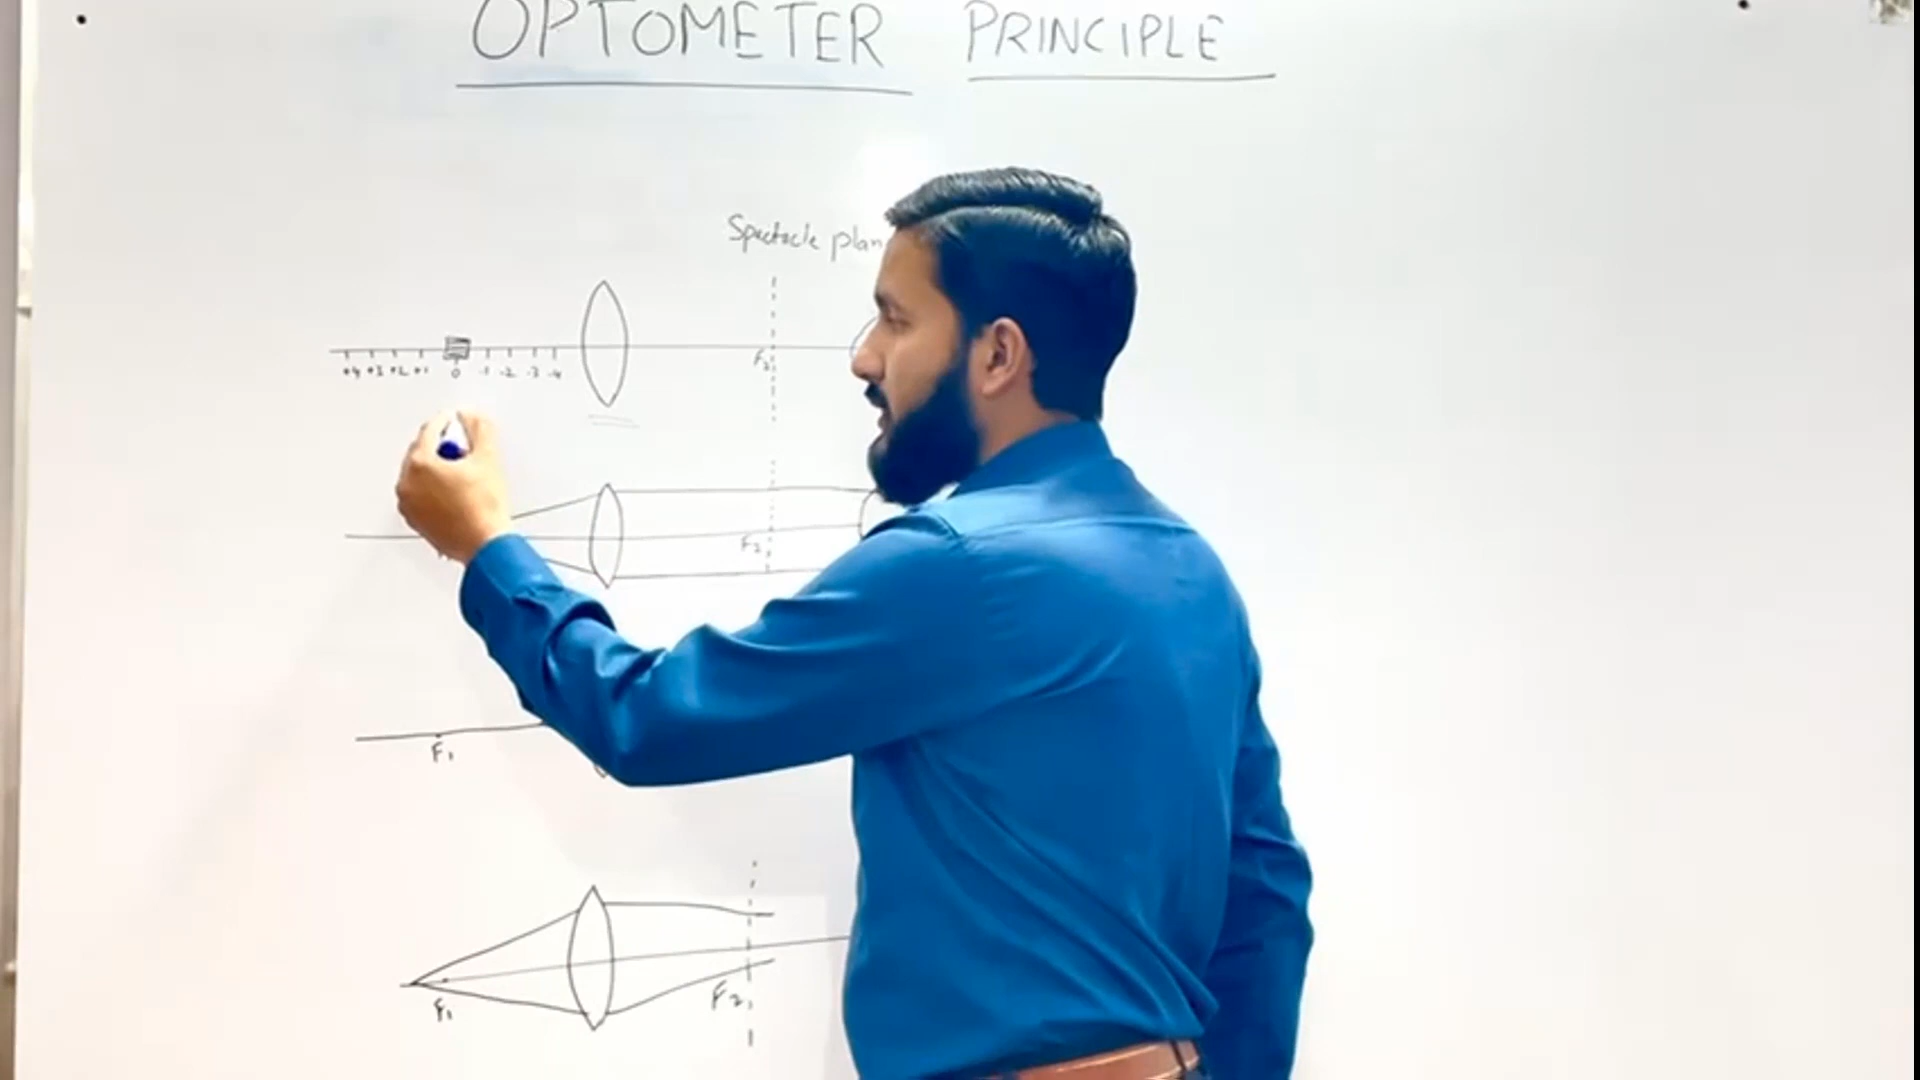 OPTOMETER PRINCIPLE
Spectacle plan
F2
+4 +3 +2 +1 0 -1 -2 -3 -4
F2
F1
F1
F2